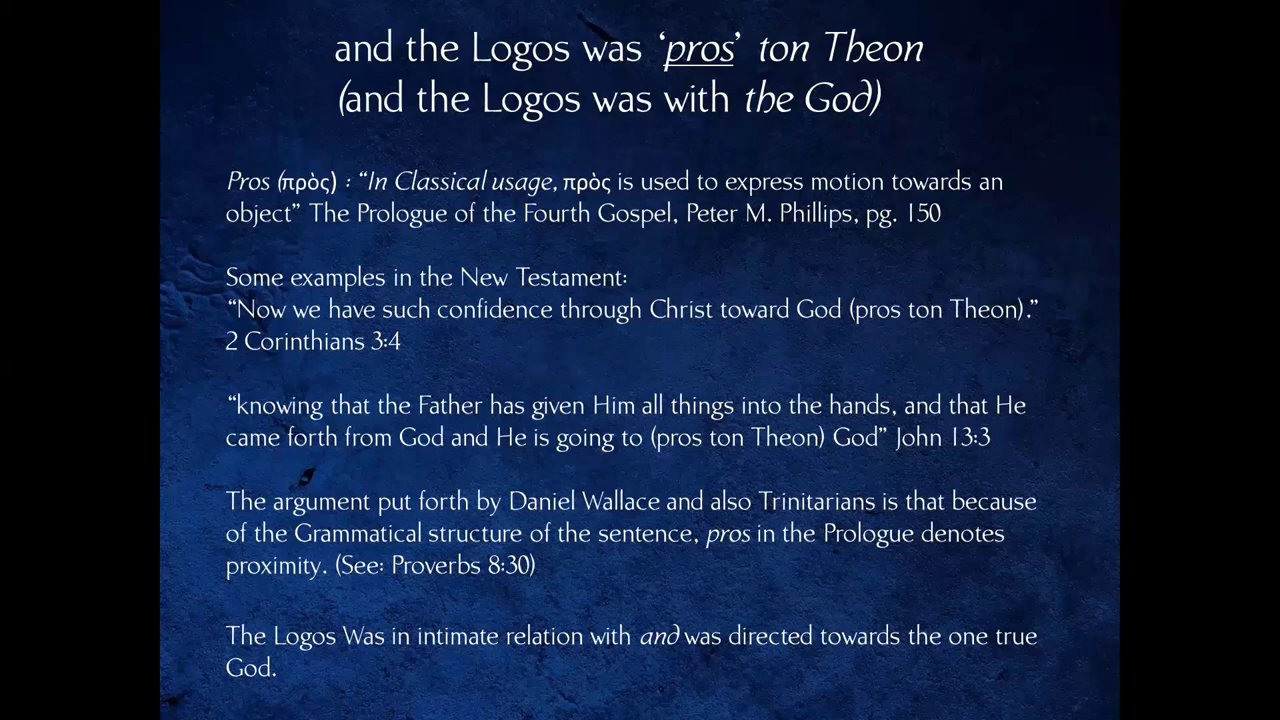 and the Logos was ‘pros’ ton Theon
(and the Logos was with the God)
Pros (πρὸς) : “In Classical usage, πρὸς is used to express motion towards an
object” The Prologue of the Fourth Gospel, Peter M. Phillips, pg. 150
Some examples in the New Testament:
“Now we have such confidence through Christ toward God (pros ton Theon).”
2 Corinthians 3:4
“knowing that the Father has given Him all things into the hands, and that He
came forth from God and He is going to (pros ton Theon) God” John 13:3
The argument put forth by Daniel Wallace and also Trinitarians is that because
of the Grammatical structure of the sentence, pros in the Prologue denotes
proximity. (See: Proverbs 8:30)
The Logos Was in intimate relation with and was directed towards the one true
God.